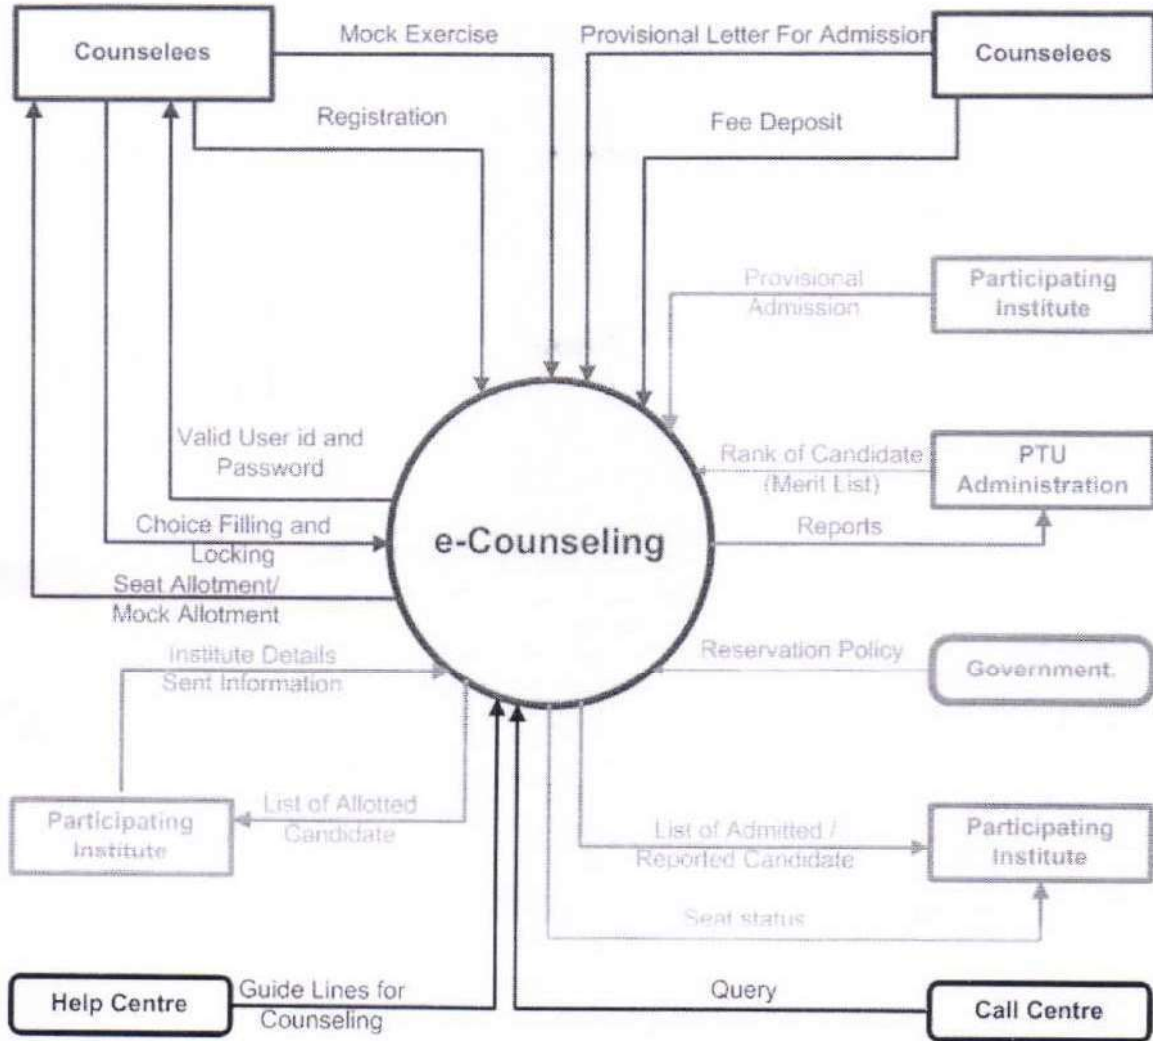 Counselees
Mock Exercise
Provisional Letter For Admission
Counselees
Registration
Fee Deposit
Provisional
Admission
Participating
Institute
Valid User id and
Password
Rank of Candidate
(Merit List)
PTU
Administration
e-Counseling
Choice Filling and
Locking
Reports
Seat Allotment/
Mock Allotment
Institute Details
Sent Information
Reservation Policy
Government.
Participating
Institute
List of Allotted
Candidate
List of Admitted /
Reported Candidate
Participating
Institute
Seat status
Help Centre
Guide Lines for
Counseling
Query
Call Centre